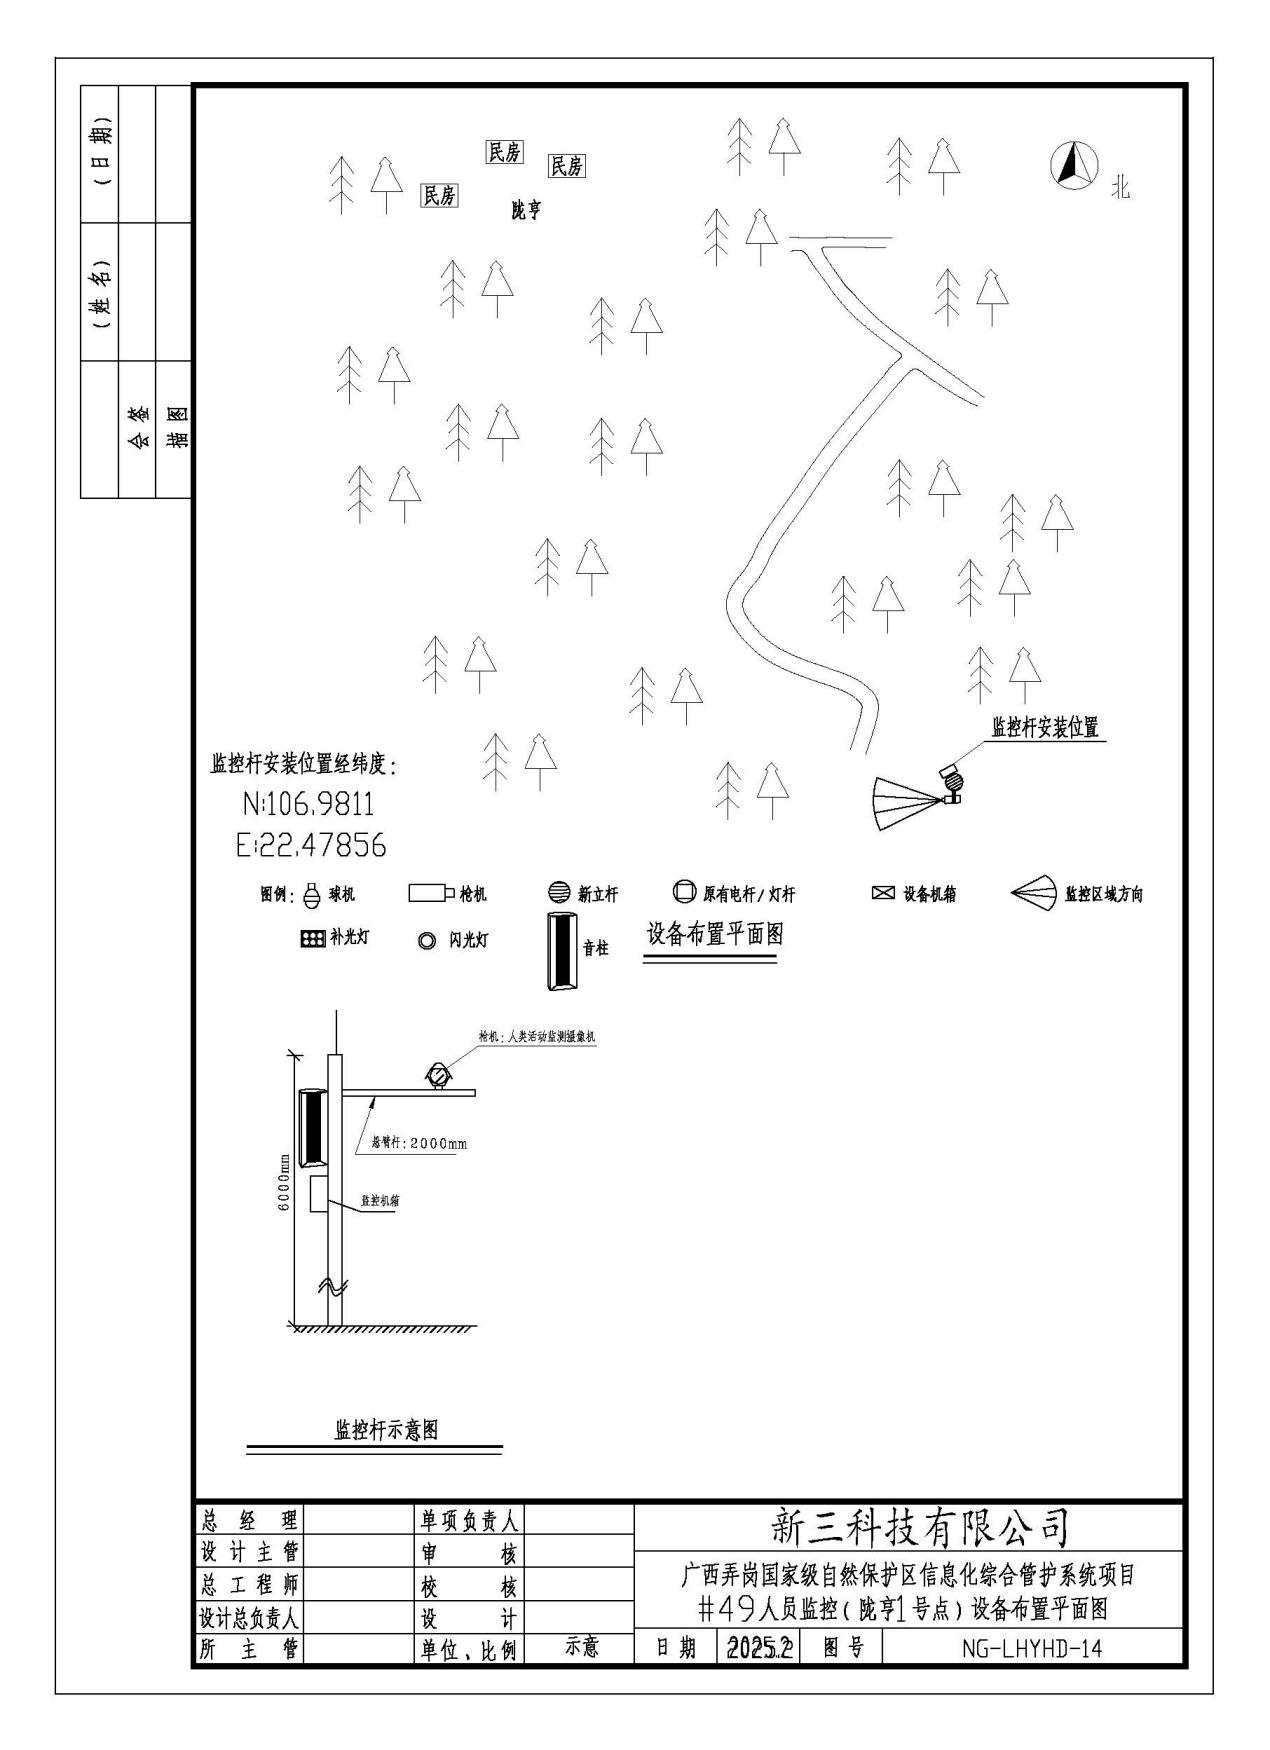 (日 期)
(姓 名)
会 签
描 图
民房
民房
民房
陇亨
北
监控杆安装位置
监控杆安装位置经纬度:
N:106.9811
E:22.47856
图例: 球机 枪机 新立杆 原有电杆/灯杆 设备机箱 监控区域方向
补光灯 闪光灯 音柱
设备布置平面图
枪机:人类活动监测摄像机
悬臂杆:2000mm
6000mm
监控机箱
监控杆示意图
总 经 理 单项负责人
设 计 主 管 审 核
总 工 程 师 校 核
设计总负责人 设 计
所 主 管 单位、比例 示意
新三科技有限公司
广西弄岗国家级自然保护区信息化综合管护系统项目
#49人员监控(陇亨1号点)设备布置平面图
日 期 2025.2 图 号 NG-LHYHD-14